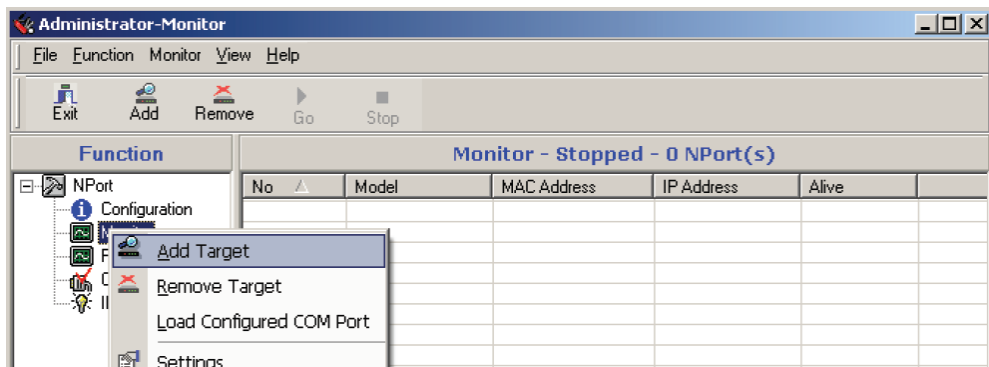 Administrator-Monitor
File Function Monitor View Help
Exit Add Remove Go Stop
Function
Monitor - Stopped - 0 NPort(s)
NPort
No Model MAC Address IP Address Alive
Configuration
Add Target
Remove Target
Load Configured COM Port
Settings